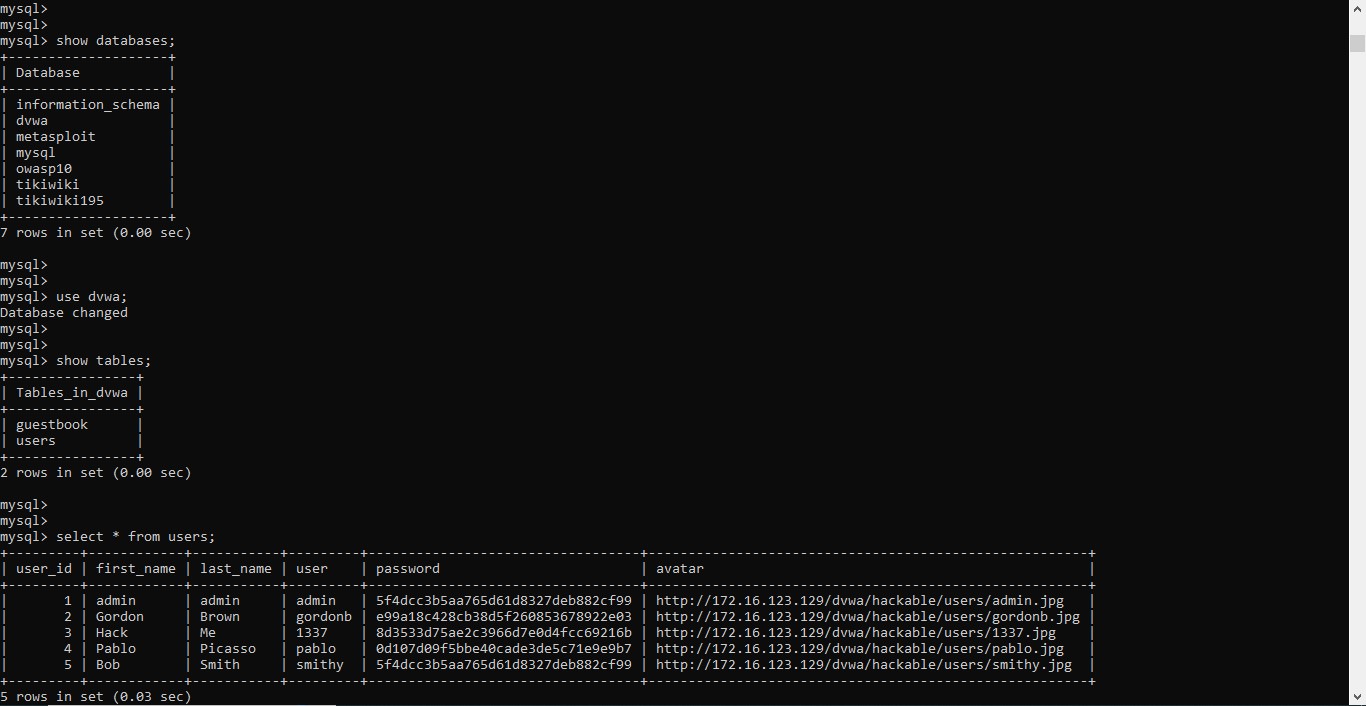 mysql>
mysql>
mysql> show databases;
+--------------------+
| Database           |
+--------------------+
| information_schema |
| dvwa               |
| metasploit         |
| mysql              |
| owasp10            |
| tikiwiki           |
| tikiwiki195        |
+--------------------+
7 rows in set (0.00 sec)

mysql>
mysql>
mysql> use dvwa;
Database changed
mysql>
mysql>
mysql> show tables;
+----------------+
| Tables_in_dvwa |
+----------------+
| guestbook      |
| users          |
+----------------+
2 rows in set (0.00 sec)

mysql>
mysql>
mysql> select * from users;
+---------+------------+-----------+---------+----------------------------------+-------------------------------------------------------+
| user_id | first_name | last_name | user    | password                         | avatar                                                |
+---------+------------+-----------+---------+----------------------------------+-------------------------------------------------------+
|       1 | admin      | admin     | admin   | 5f4dcc3b5aa765d61d8327deb882cf99 | http://172.16.123.129/dvwa/hackable/users/admin.jpg   |
|       2 | Gordon     | Brown     | gordonb | e99a18c428cb38d5f260853678922e03 | http://172.16.123.129/dvwa/hackable/users/gordonb.jpg |
|       3 | Hack       | Me        | 1337    | 8d3533d75ae2c3966d7e0d4fcc69216b | http://172.16.123.129/dvwa/hackable/users/1337.jpg    |
|       4 | Pablo      | Picasso   | pablo   | 0d107d09f5bbe40cade3de5c71e9e9b7 | http://172.16.123.129/dvwa/hackable/users/pablo.jpg   |
|       5 | Bob        | Smith     | smithy  | 5f4dcc3b5aa765d61d8327deb882cf99 | http://172.16.123.129/dvwa/hackable/users/smithy.jpg  |
+---------+------------+-----------+---------+----------------------------------+-------------------------------------------------------+
5 rows in set (0.03 sec)